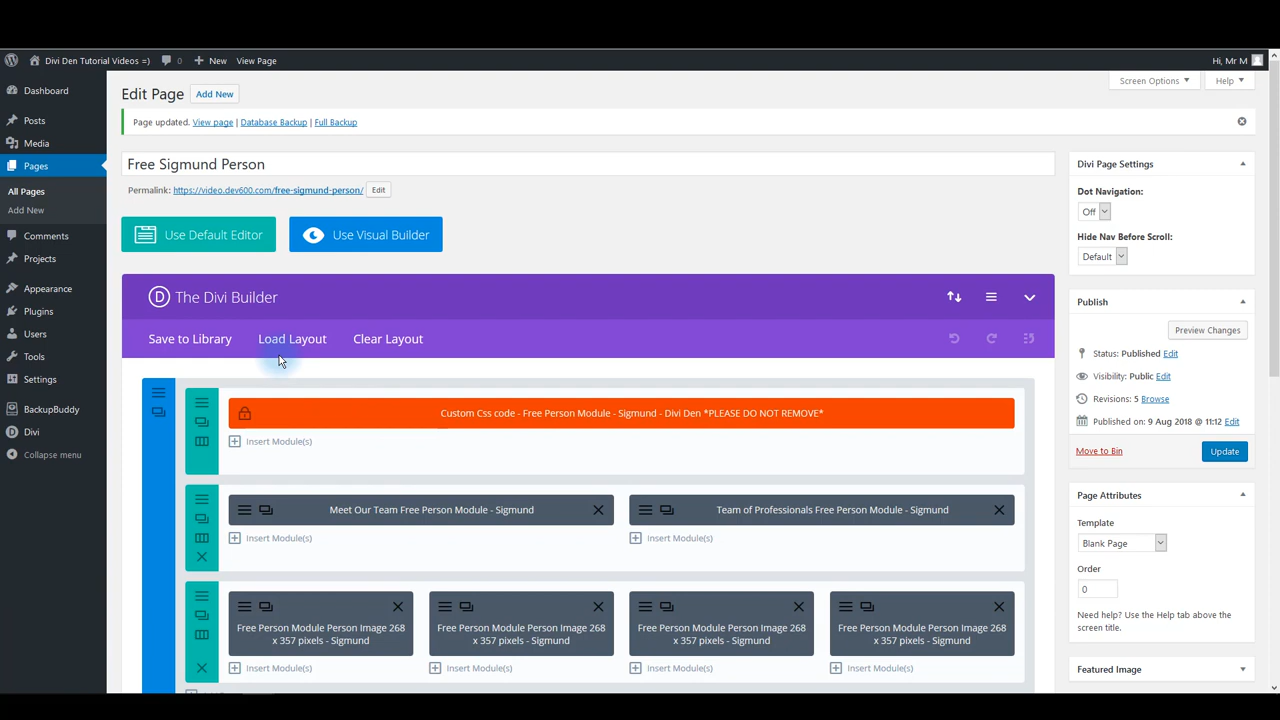 Divi Den Tutorial Videos =) 0 New View Page Hi, Mr M
Dashboard
Posts
Media
Pages
All Pages
Add New
Comments
Projects
Appearance
Plugins
Users
Tools
Settings
BackupBuddy
Divi
Collapse menu
Screen Options Help
Edit Page Add New
Page updated. View page | Database Backup | Full Backup
Free Sigmund Person
Permalink: https://video.dev600.com/free-sigmund-person/ Edit
Use Default Editor Use Visual Builder
D The Divi Builder
Save to Library Load Layout Clear Layout
Custom Css code - Free Person Module - Sigmund - Divi Den *PLEASE DO NOT REMOVE*
Insert Module(s)
Meet Our Team Free Person Module - Sigmund Team of Professionals Free Person Module - Sigmund
Insert Module(s) Insert Module(s)
Free Person Module Person Image 268
x 357 pixels - Sigmund
Free Person Module Person Image 268
x 357 pixels - Sigmund
Free Person Module Person Image 268
x 357 pixels - Sigmund
Free Person Module Person Image 268
x 357 pixels - Sigmund
Insert Module(s) Insert Module(s) Insert Module(s) Insert Module(s)
Divi Page Settings
Dot Navigation:
Off
Hide Nav Before Scroll:
Default
Publish
Preview Changes
Status: Published Edit
Visibility: Public Edit
Revisions: 5 Browse
Published on: 9 Aug 2018 @ 11:12 Edit
Move to Bin Update
Page Attributes
Template
Blank Page
Order
0
Need help? Use the Help tab above the
screen title.
Featured Image